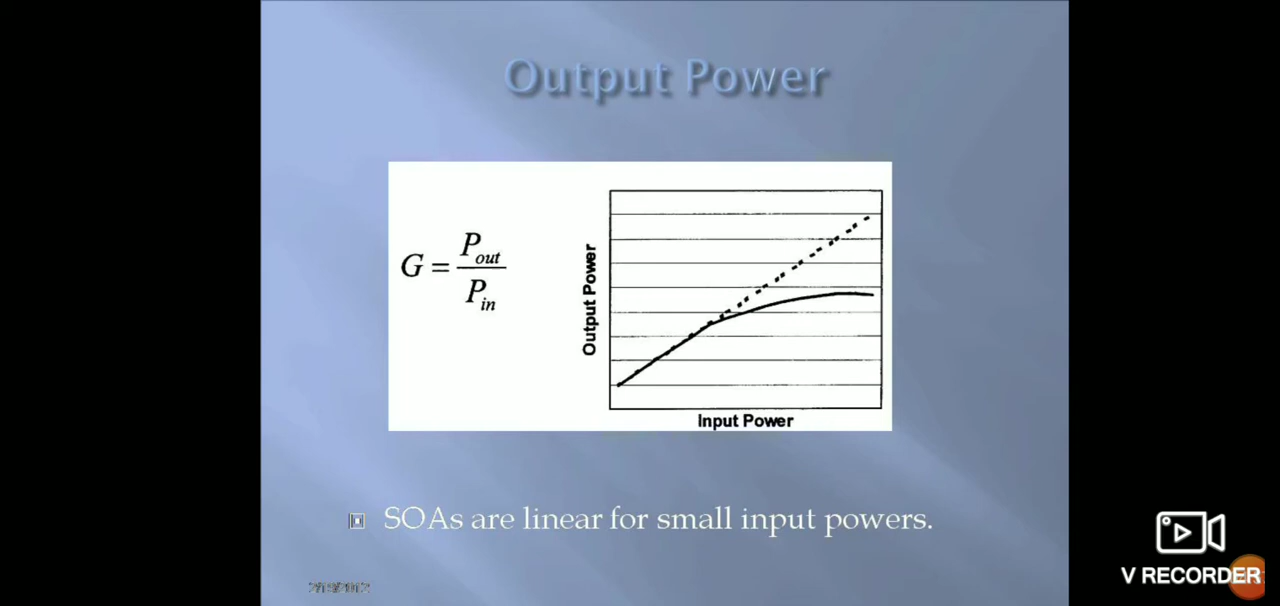 Output Power
G = P_out / P_in
Output Power
Input Power
SOAs are linear for small input powers.
V RECORDER